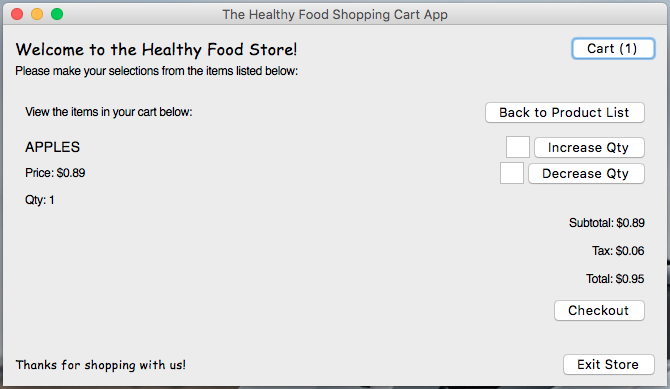 The Healthy Food Shopping Cart App
Welcome to the Healthy Food Store!
Cart (1)
Please make your selections from the items listed below:
View the items in your cart below:
Back to Product List
APPLES
Increase Qty
Price: $0.89
Decrease Qty
Qty: 1
Subtotal: $0.89
Tax: $0.06
Total: $0.95
Checkout
Thanks for shopping with us!
Exit Store